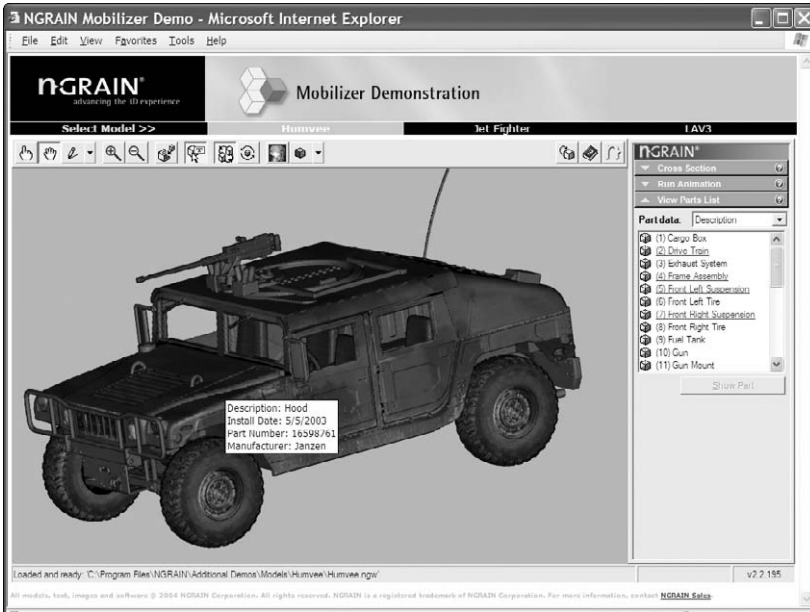 NGRAIN Mobilizer Demo - Microsoft Internet Explorer
File Edit View Favorites Tools Help
NGRAIN®
advancing the 3D experience
Mobilizer Demonstration
Select Model >> Humvee Jet Fighter LAV3
NGRAIN®
Cross Section
Run Animation
View Parts List
Part data: Description
(1) Cargo Box
(2) Drive Train
(3) Exhaust System
(4) Frame Assembly
(5) Front Left Suspension
(6) Front Left Tire
(7) Front Right Suspension
(8) Front Right Tire
(9) Fuel Tank
(10) Gun
(11) Gun Mount
Show Part
Description: Hood
Install Date: 5/5/2003
Part Number: 16598761
Manufacturer: Janzen
Loaded and ready: 'C:\Program Files\NGRAIN\Additional Demos\Models\Humvee\Humvee.ngw' v2.2.195
All models, text, images and software © 2004 NGRAIN Corporation. All rights reserved. NGRAIN is a registered trademark of NGRAIN Corporation. For more information, contact NGRAIN Sales.